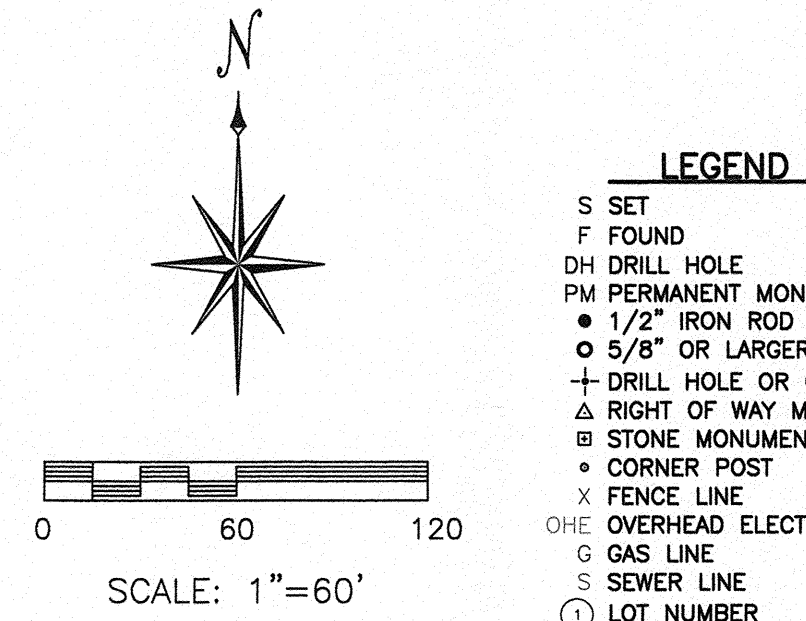 N
0 60 120
SCALE: 1"=60'
LEGEND
S SET
F FOUND
DH DRILL HOLE
PM PERMANENT MON
1/2" IRON ROD
5/8" OR LARGER
DRILL HOLE OR
RIGHT OF WAY M
STONE MONUMEN
CORNER POST
X FENCE LINE
OHE OVERHEAD ELECT
G GAS LINE
S SEWER LINE
1 LOT NUMBER